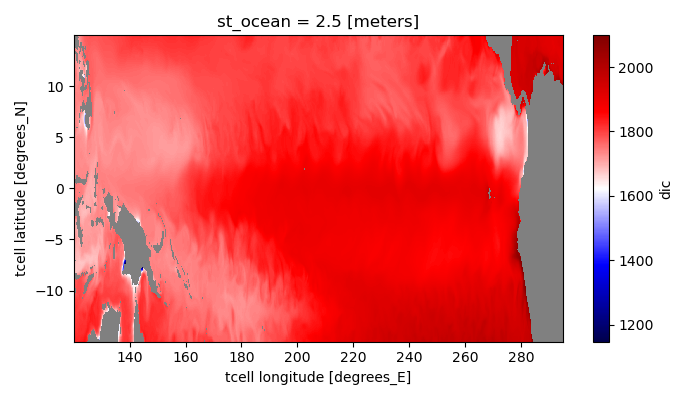 st_ocean = 2.5 [meters]
tcell latitude [degrees_N]
10
5
0
−5
−10
140 160 180 200 220 240 260 280
tcell longitude [degrees_E]
2000
1800
1600
1400
1200
dic